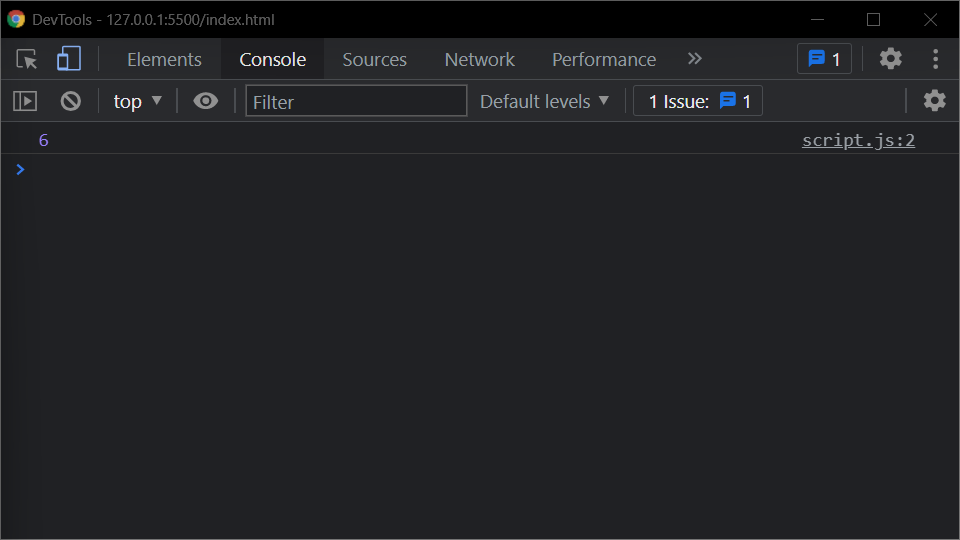 DevTools - 127.0.0.1:5500/index.html
Elements Console Sources Network Performance 1
top Filter Default levels 1 Issue: 1
6 script.js:2